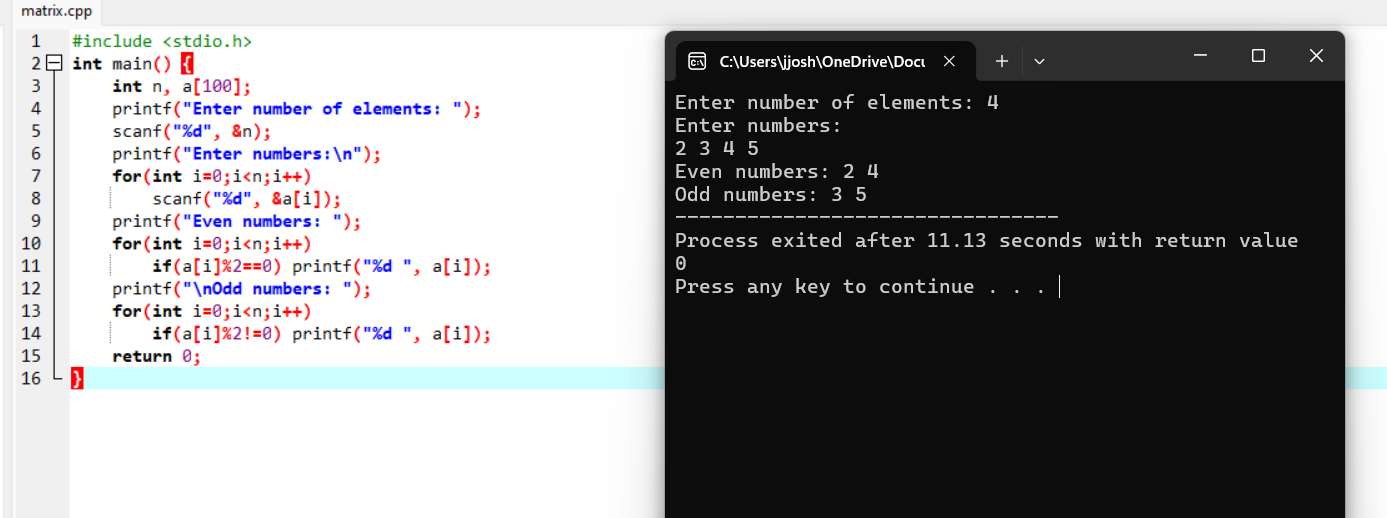 matrix.cpp
1 #include <stdio.h>
2 int main() {
3 int n, a[100];
4 printf("Enter number of elements: ");
5 scanf("%d", &n);
6 printf("Enter numbers:\n");
7 for(int i=0;i<n;i++)
8 scanf("%d", &a[i]);
9 printf("Even numbers: ");
10 for(int i=0;i<n;i++)
11 if(a[i]%2==0) printf("%d ", a[i]);
12 printf("\nOdd numbers: ");
13 for(int i=0;i<n;i++)
14 if(a[i]%2!=0) printf("%d ", a[i]);
15 return 0;
16 }
C:\Users\jjosh\OneDrive\Docu
Enter number of elements: 4
Enter numbers:
2 3 4 5
Even numbers: 2 4
Odd numbers: 3 5
--------------------------------
Process exited after 11.13 seconds with return value
0
Press any key to continue . . .